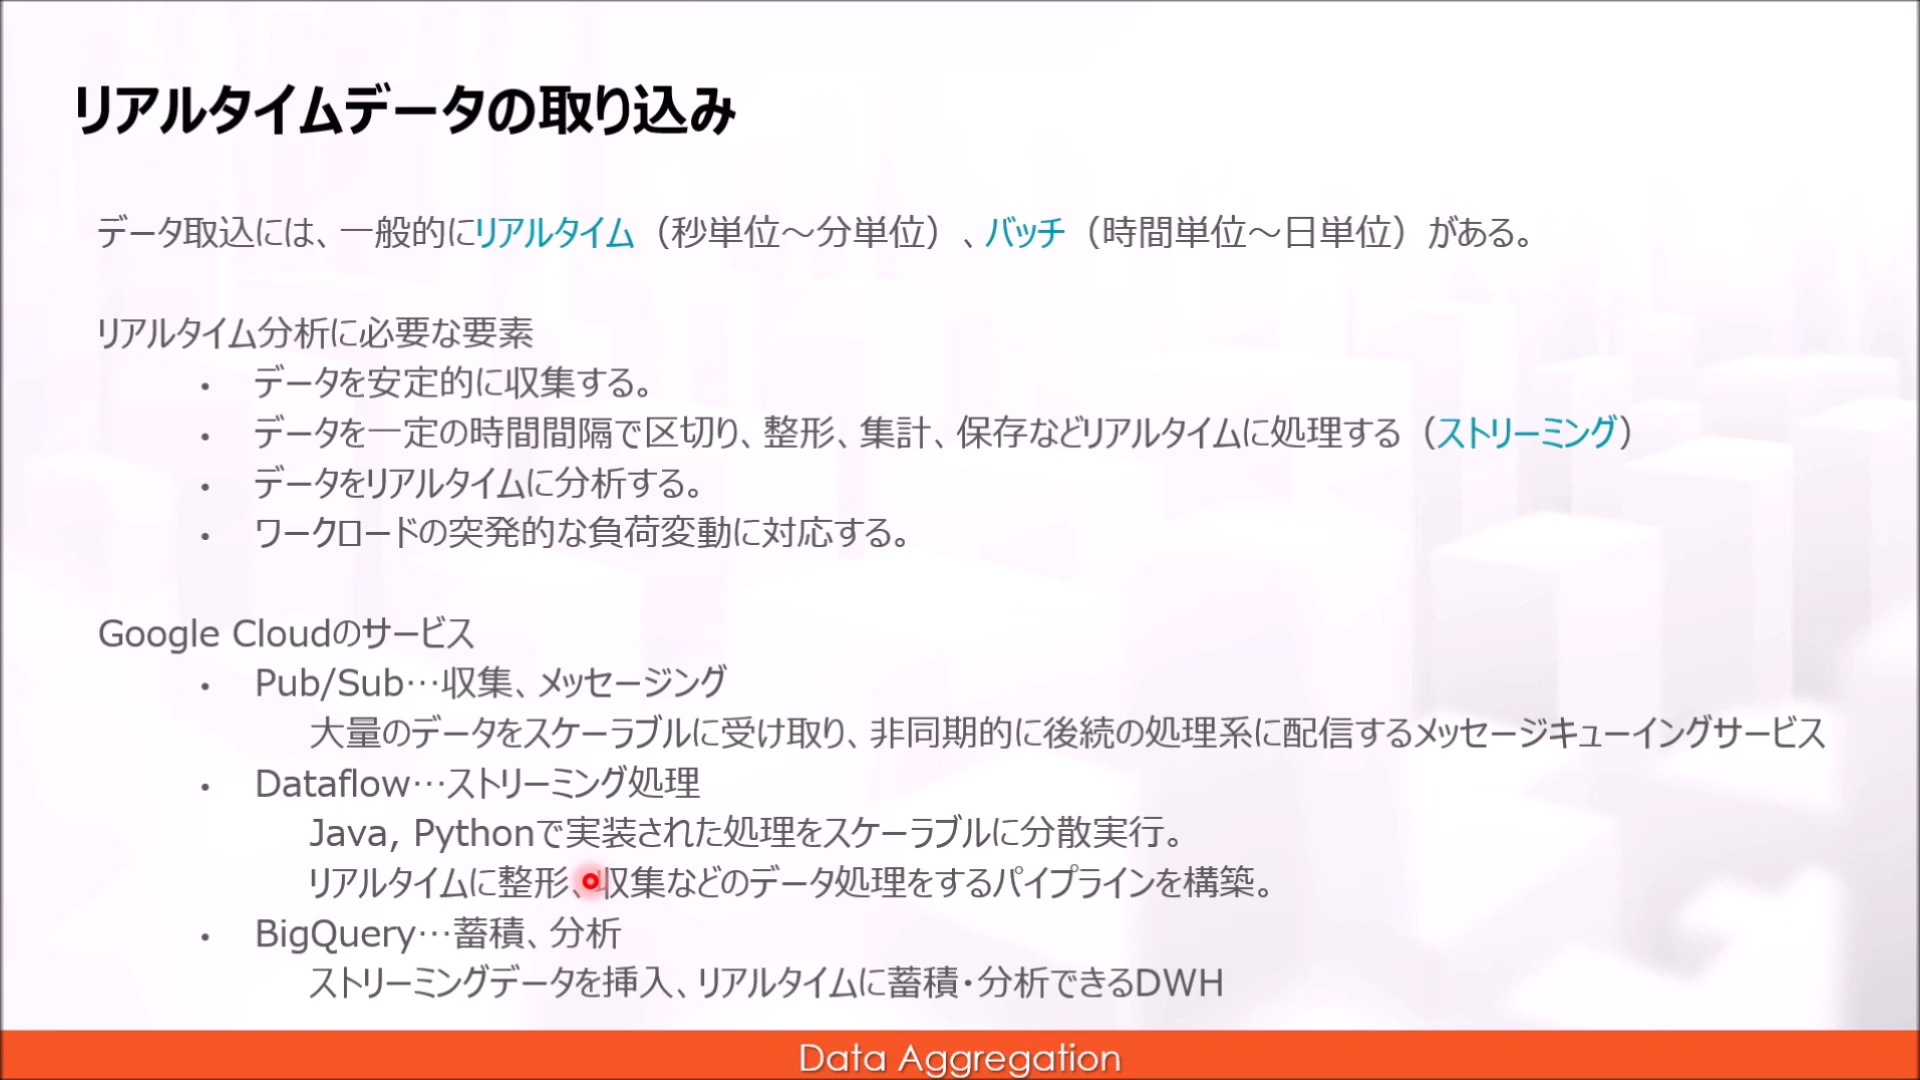 リアルタイムデータの取り込み
データ取込には、一般的にリアルタイム（秒単位～分単位）、バッチ（時間単位～日単位）がある。
リアルタイム分析に必要な要素
• データを安定的に収集する。
• データを一定の時間間隔で区切り、整形、集計、保存などリアルタイムに処理する（ストリーミング）
• データをリアルタイムに分析する。
• ワークロードの突発的な負荷変動に対応する。
Google Cloudのサービス
• Pub/Sub…収集、メッセージング
大量のデータをスケーラブルに受け取り、非同期的に後続の処理系に配信するメッセージキューイングサービス
• Dataflow…ストリーミング処理
Java, Pythonで実装された処理をスケーラブルに分散実行。
リアルタイムに整形、収集などのデータ処理をするパイプラインを構築。
• BigQuery…蓄積、分析
ストリーミングデータを挿入、リアルタイムに蓄積・分析できるDWH
Data Aggregation